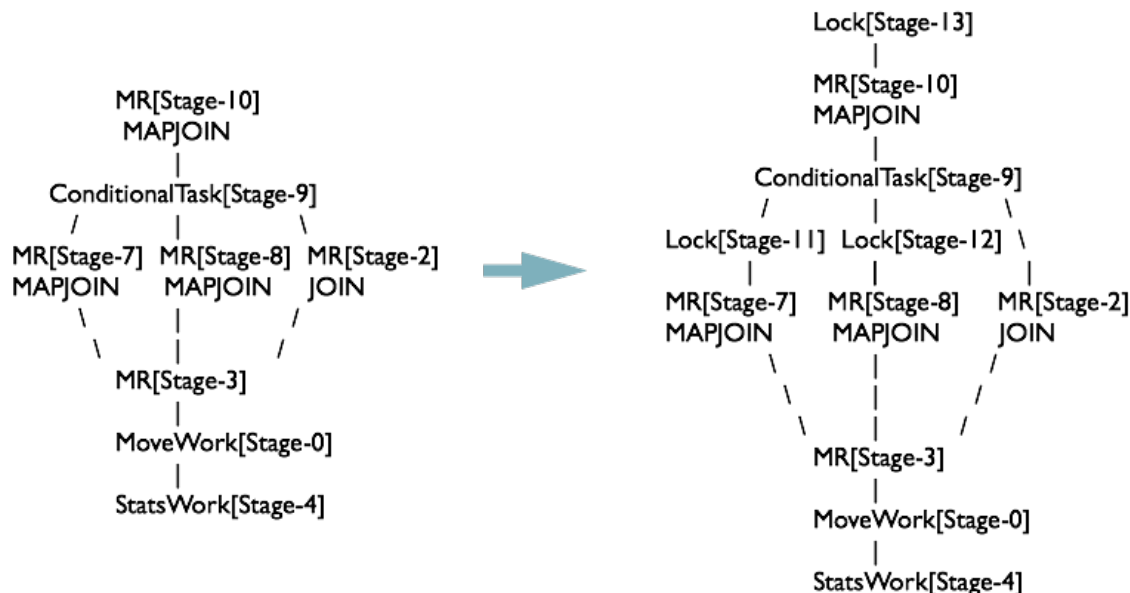 MR[Stage-10]
MAPJOIN
ConditionalTask[Stage-9]
MR[Stage-7] MR[Stage-8] MR[Stage-2]
MAPJOIN MAPJOIN JOIN
MR[Stage-3]
MoveWork[Stage-0]
StatsWork[Stage-4]
Lock[Stage-13]
MR[Stage-10]
MAPJOIN
ConditionalTask[Stage-9]
Lock[Stage-11] Lock[Stage-12]
MR[Stage-7] MR[Stage-8] MR[Stage-2]
MAPJOIN MAPJOIN JOIN
MR[Stage-3]
MoveWork[Stage-0]
StatsWork[Stage-4]